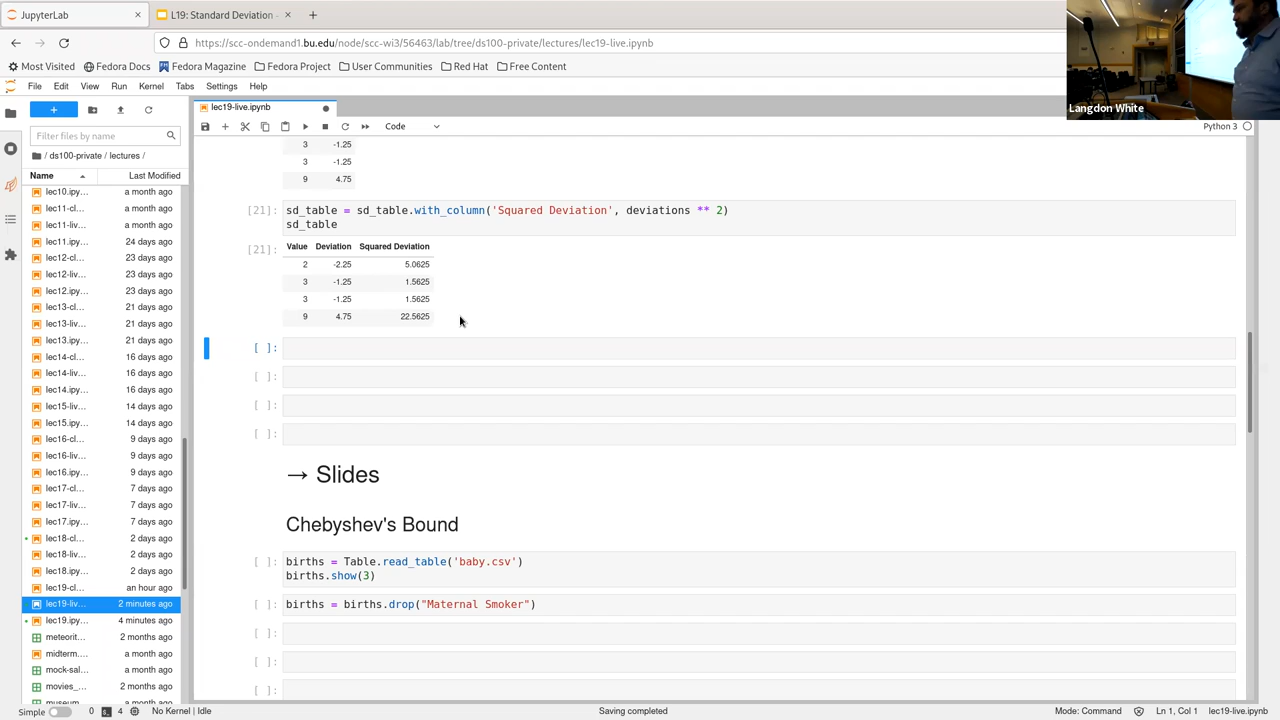 JupyterLab
L19: Standard Deviation -
https://scc-ondemand1.bu.edu/node/scc-wi3/56463/lab/tree/ds100-private/lectures/lec19-live.ipynb
Most Visited Fedora Docs Fedora Magazine Fedora Project User Communities Red Hat Free Content
Langdon White
File Edit View Run Kernel Tabs Settings Help
lec19-live.ipynb
Code
Python 3
Filter files by name
/ ds100-private / lectures /
Name Last Modified
lec10.ipy... a month ago
lec11-cl... a month ago
lec11-liv... a month ago
lec11.ipy... 24 days ago
lec12-cl... 23 days ago
lec12-liv... 23 days ago
lec12.ipy... 23 days ago
lec13-cl... 21 days ago
lec13-liv... 21 days ago
lec13.ipy... 21 days ago
lec14-cl... 16 days ago
lec14-liv... 16 days ago
lec14.ipy... 16 days ago
lec15-liv... 14 days ago
lec15.ipy... 14 days ago
lec16-cl... 9 days ago
lec16-liv... 9 days ago
lec16.ipy... 9 days ago
lec17-cl... 7 days ago
lec17-liv... 7 days ago
lec17.ipy... 7 days ago
lec18-cl... 2 days ago
lec18-liv... 2 days ago
lec18.ipy... 2 days ago
lec19-cl... an hour ago
lec19-liv... 2 minutes ago
lec19.ipy... 4 minutes ago
meteorit... 2 months ago
midterm.... a month ago
mock-sal... a month ago
movies_... 2 months ago
museum... a month ago
3 -1.25
3 -1.25
9 4.75
[21]: sd_table = sd_table.with_column('Squared Deviation', deviations ** 2)
sd_table
[21]: Value Deviation Squared Deviation
2 -2.25 5.0625
3 -1.25 1.5625
3 -1.25 1.5625
9 4.75 22.5625
[ ]:
[ ]:
[ ]:
[ ]:
→ Slides
Chebyshev's Bound
[ ]: births = Table.read_table('baby.csv')
births.show(3)
[ ]: births = births.drop("Maternal Smoker")
[ ]:
[ ]:
[ ]:
Simple 0 4 No Kernel | Idle Saving completed Mode: Command Ln 1, Col 1 lec19-live.ipynb